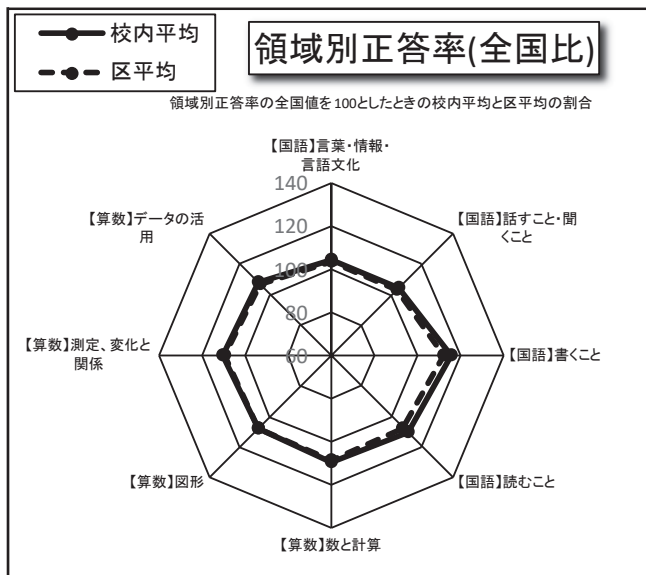 校内平均
区平均
領域別正答率(全国比)
領域別正答率の全国値を100としたときの校内平均と区平均の割合
【国語】言葉・情報・
言語文化
【国語】話すこと・聞
くこと
【国語】書くこと
【国語】読むこと
【算数】数と計算
【算数】図形
【算数】測定、変化と
関係
【算数】データの活
用
140
120
100
80
60